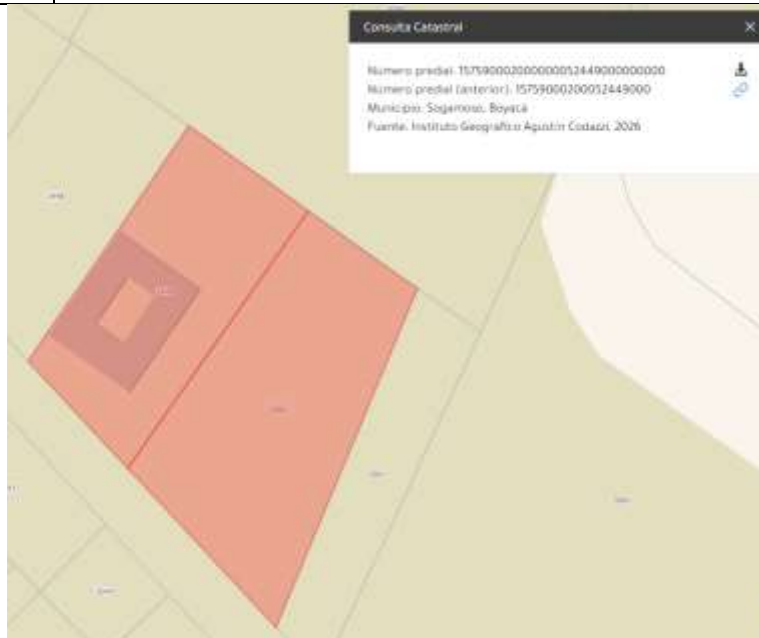 Consulta Catastral
Número predial: 157590002000000052449000000000
Número predial (anterior): 15759000200052449000
Municipio: Sogamoso, Boyacá
Fuente: Instituto Geográfico Agustín Codazzi, 2026